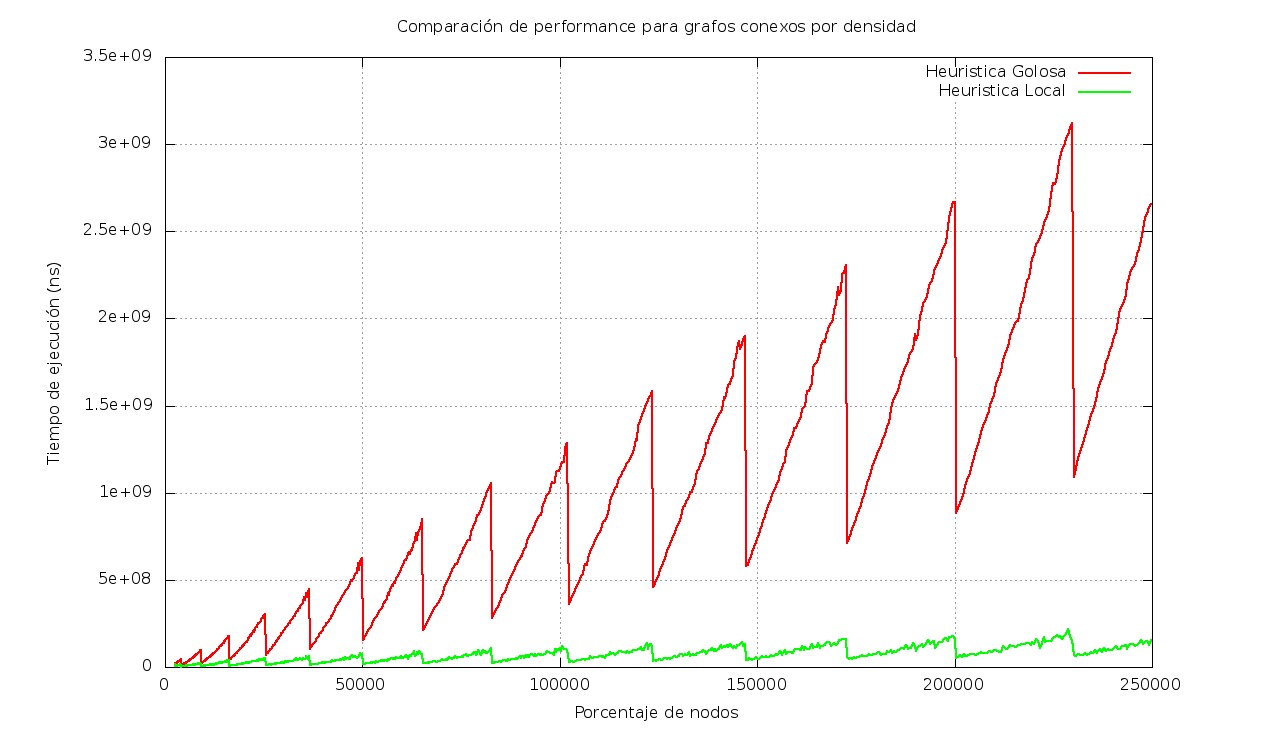 Comparación de performance para grafos conexos por densidad
3.5e+09
3e+09
2.5e+09
2e+09
1.5e+09
1e+09
5e+08
0
Tiempo de ejecución (ns)
Heuristica Golosa
Heuristica Local
0
50000
100000
150000
200000
250000
Porcentaje de nodos